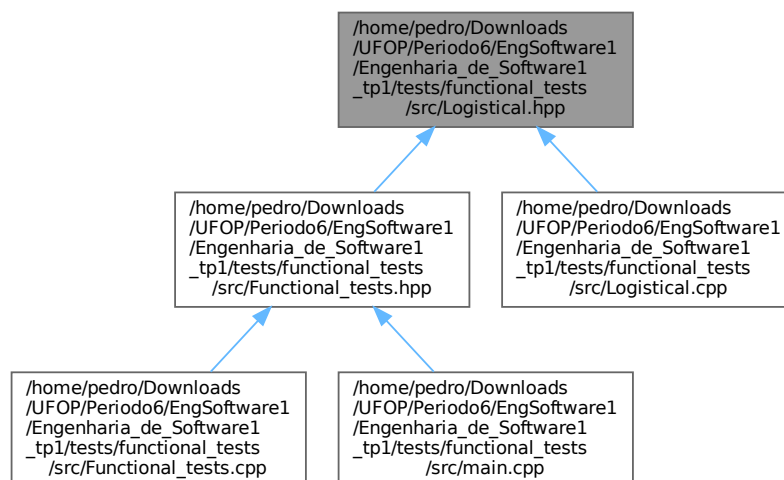 /home/pedro/Downloads
/UFOP/Periodo6/EngSoftware1
/Engenharia_de_Software1
_tp1/tests/functional_tests
/src/Logistical.hpp
/home/pedro/Downloads
/UFOP/Periodo6/EngSoftware1
/Engenharia_de_Software1
_tp1/tests/functional_tests
/src/Functional_tests.hpp
/home/pedro/Downloads
/UFOP/Periodo6/EngSoftware1
/Engenharia_de_Software1
_tp1/tests/functional_tests
/src/Logistical.cpp
/home/pedro/Downloads
/UFOP/Periodo6/EngSoftware1
/Engenharia_de_Software1
_tp1/tests/functional_tests
/src/Functional_tests.cpp
/home/pedro/Downloads
/UFOP/Periodo6/EngSoftware1
/Engenharia_de_Software1
_tp1/tests/functional_tests
/src/main.cpp